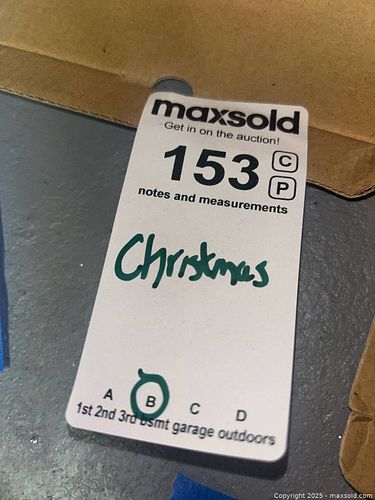 maxsold
Get in on the auction!
153 C
P
notes and measurements
Christmas
A B C D
1st 2nd 3rd bsmt garage outdoors
Copyright 2025 - maxsold.com